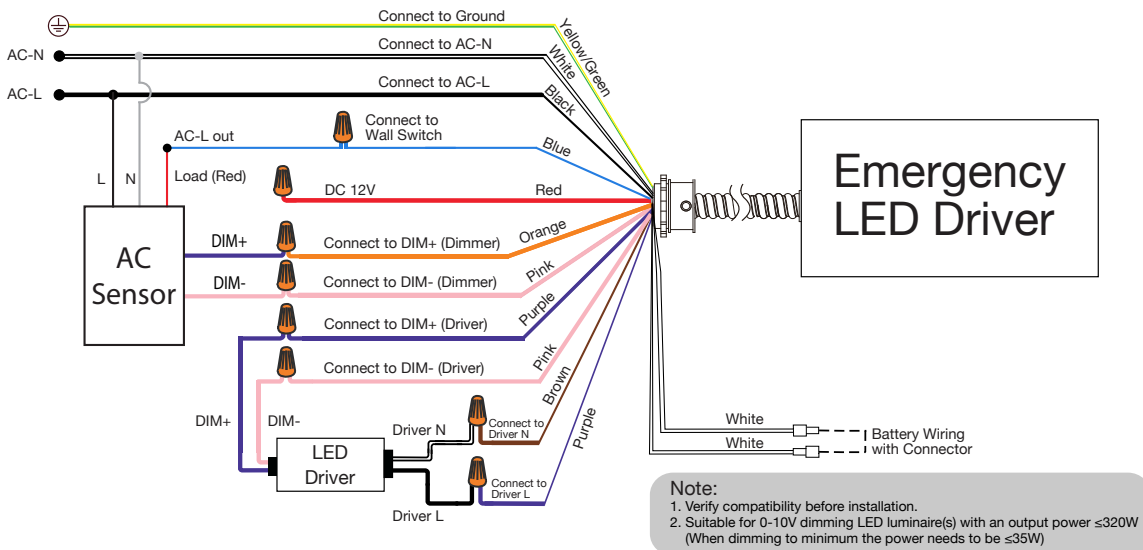 Connect to Ground
Yellow/Green
AC-N
Connect to AC-N
White
AC-L
Connect to AC-L
Black
AC-L out
Connect to
Wall Switch
Blue
L
N
Load (Red)
DC 12V
Red
Emergency
LED Driver
AC
Sensor
DIM+
Connect to DIM+ (Dimmer)
Orange
DIM-
Connect to DIM- (Dimmer)
Pink
Connect to DIM+ (Driver)
Purple
Connect to DIM- (Driver)
Pink
Brown
Purple
DIM+
DIM-
LED
Driver
Driver N
Connect to
Driver N
Driver L
Connect to
Driver L
White
White
Battery Wiring
with Connector
Note:
1. Verify compatibility before installation.
2. Suitable for 0-10V dimming LED luminaire(s) with an output power ≤320W
(When dimming to minimum the power needs to be ≤35W)